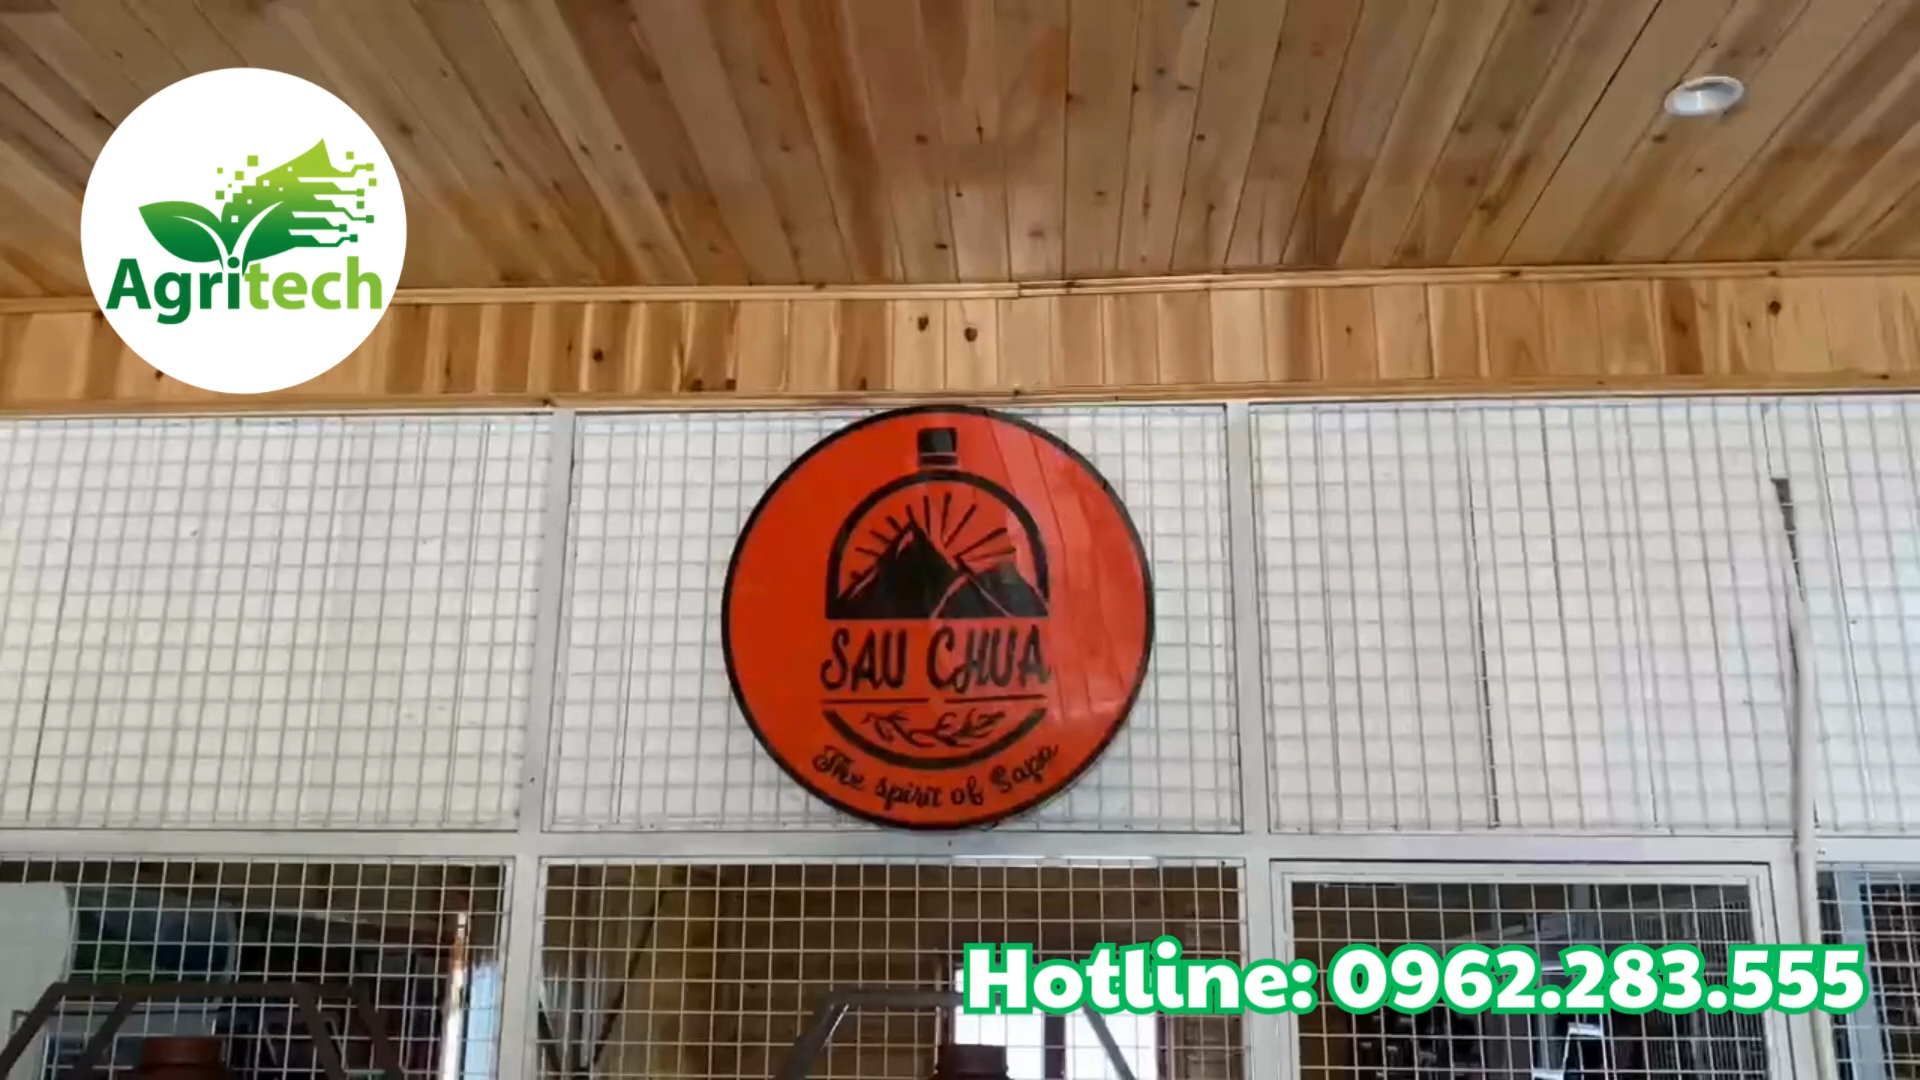 Agritech
SAU CHUA
The spirit of Sapa
Hotline: 0962.283.555